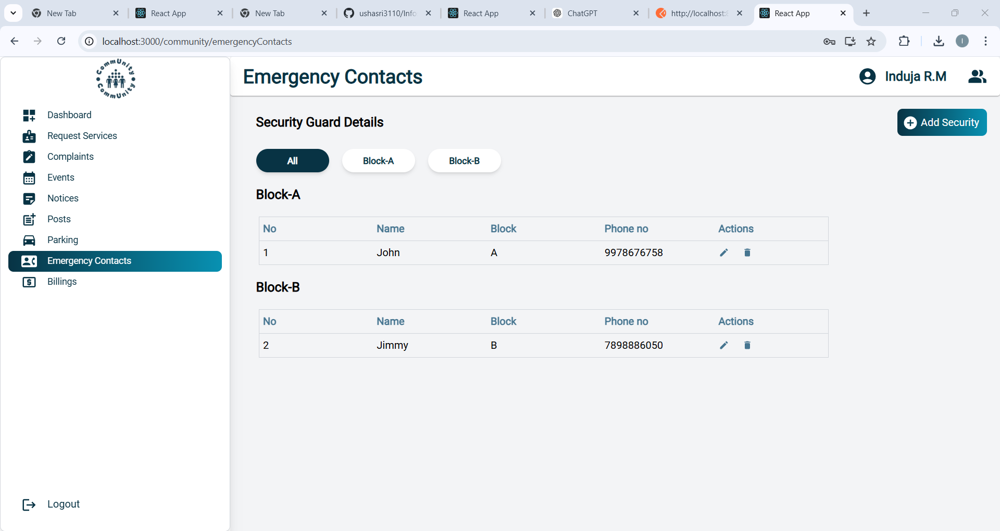 New Tab
React App
New Tab
ushasri3110/Info
React App
ChatGPT
http://localhost:8
React App
localhost:3000/community/emergencyContacts
CommUnity
CommUnity
Emergency Contacts
Induja R.M
Dashboard
Request Services
Complaints
Events
Notices
Posts
Parking
Emergency Contacts
Billings
Logout
Security Guard Details
Add Security
All
Block-A
Block-B
Block-A
No Name Block Phone no Actions
1 John A 9978676758
Block-B
No Name Block Phone no Actions
2 Jimmy B 7898886050